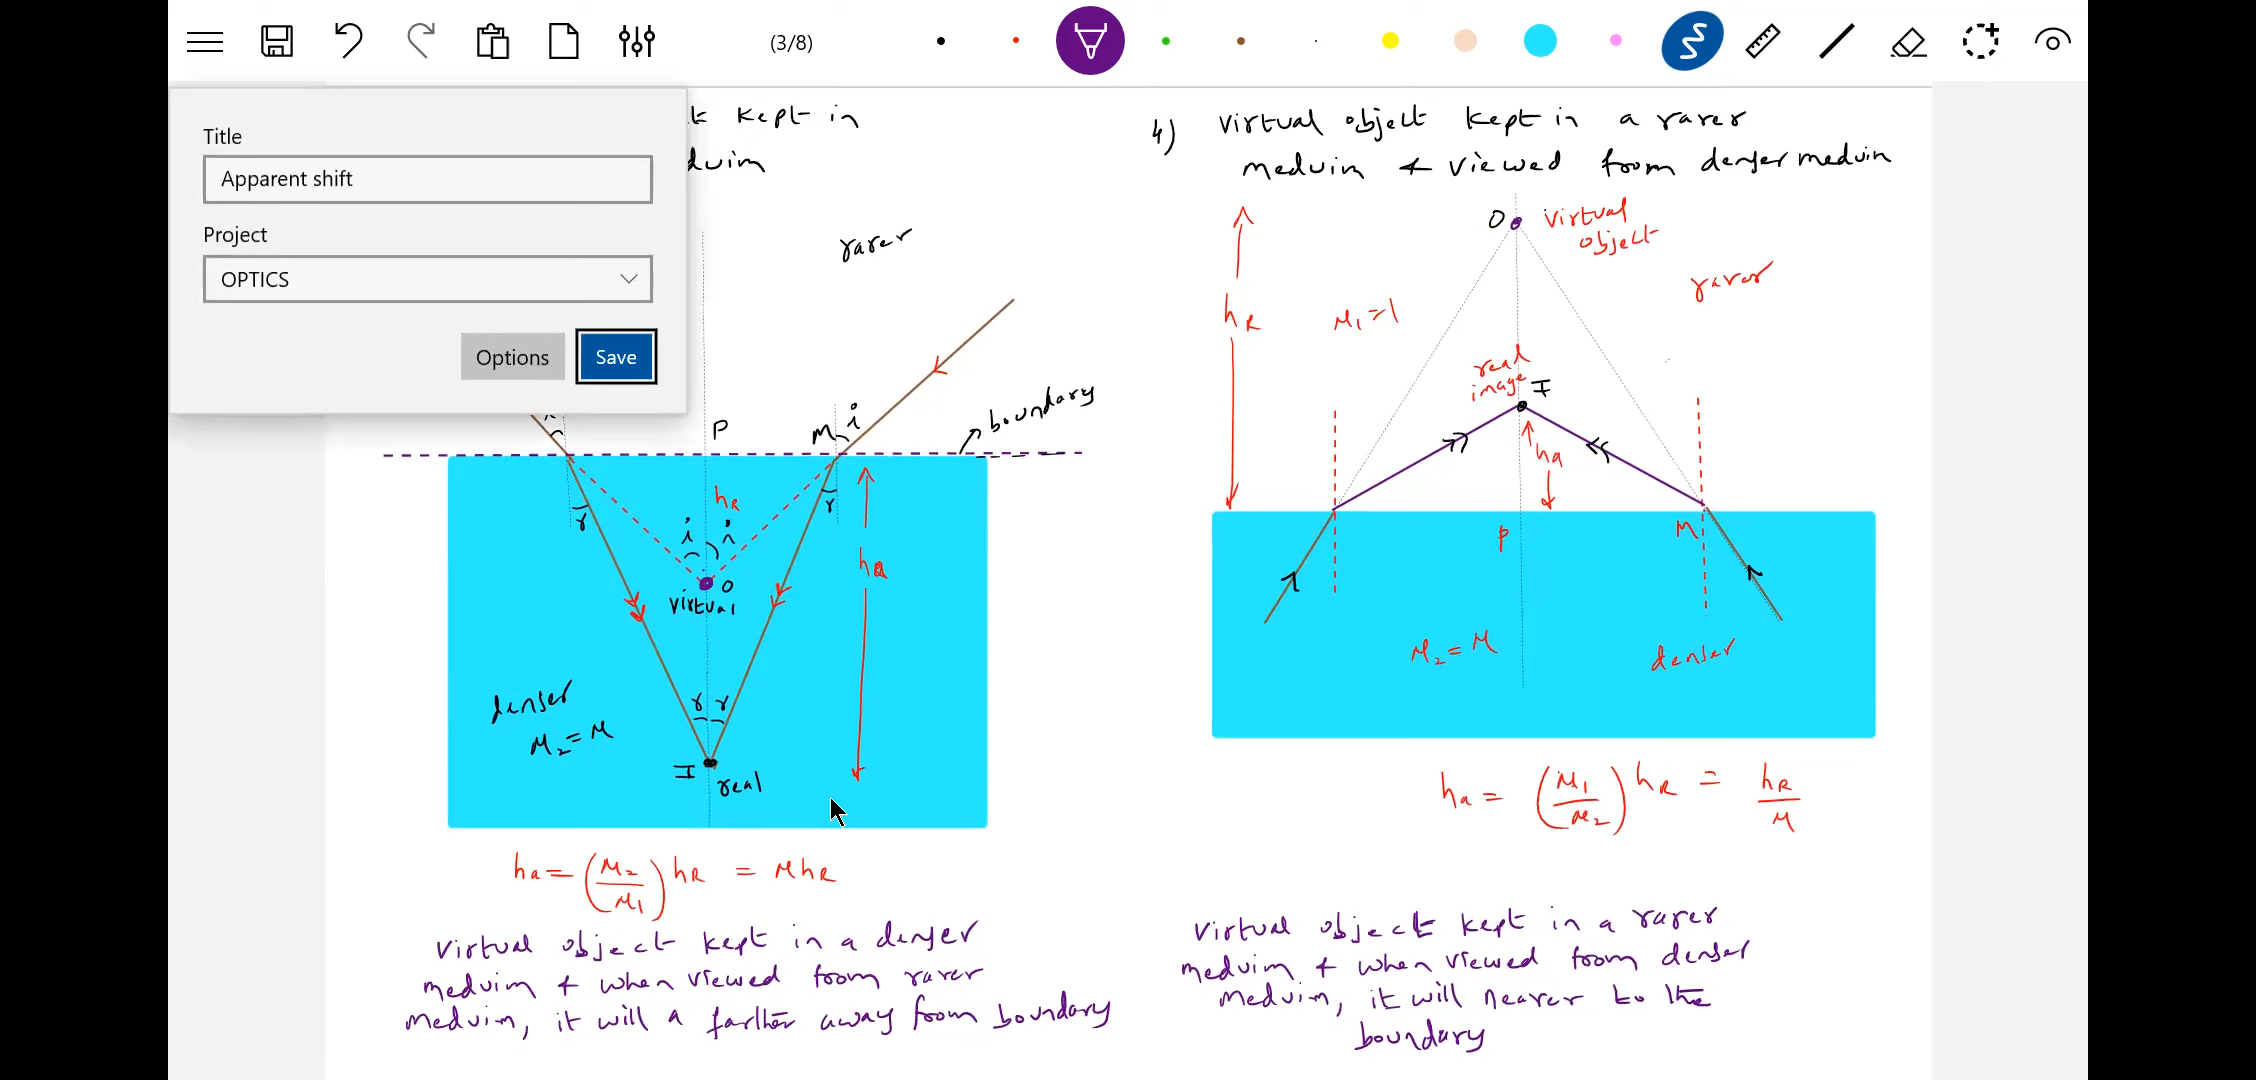 (3/8)
Title
Apparent shift
Project
OPTICS
Options
Save
kept in
rarer
P
M
i
boundary
hR
r
r
i
i
O
virtual
ha
denser
μ2 = μ
r r
I
real
ha = (μ2/μ1) hR = μhR
virtual object kept in a denser
meduim & when viewed from rarer
meduim, it will a farther away from boundary
4) virtual object kept in a rarer
meduim & viewed from denser meduim
O
virtual
object
rarer
hR
μ1 = 1
real
image
I
ha
P
M
μ2 = μ
denser
ha = (μ1/μ2) hR = hR/μ
virtual object kept in a rarer
meduim & when viewed from denser
meduim, it will nearer to the
boundary